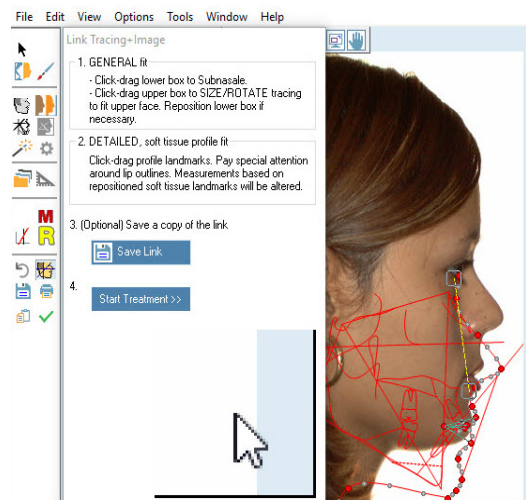 File Edit View Options Tools Window Help
Link Tracing+Image
1. GENERAL fit
- Click-drag lower box to Subnasale.
- Click-drag upper box to SIZE/ROTATE tracing
to fit upper face. Reposition lower box if
necessary.
2. DETAILED, soft tissue profile fit
Click-drag profile landmarks. Pay special attention
around lip outlines. Measurements based on
repositioned soft tissue landmarks will be altered.
3. (Optional) Save a copy of the link
Save Link
4.
Start Treatment >>
M
R